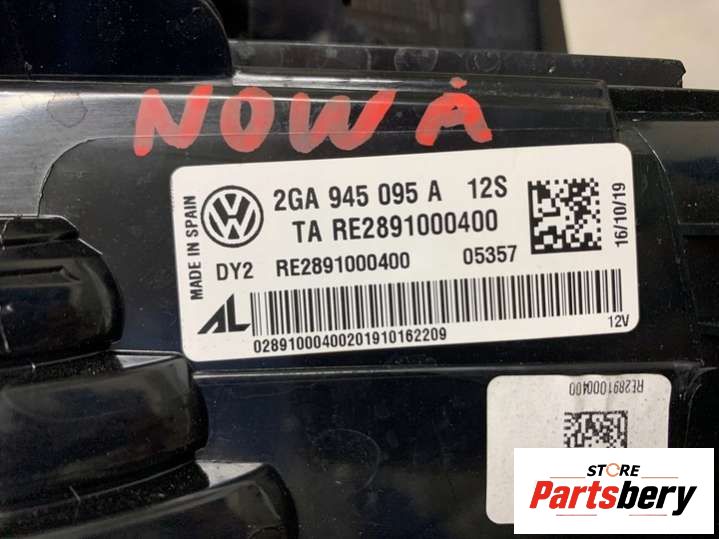 NOWA
MADE IN SPAIN
2GA 945 095 A 12S
TA RE2891000400
DY2 RE2891000400 05357
16/10/19
AL
02891000400201910162209
12V
RE2891000400
STORE
Partsbery